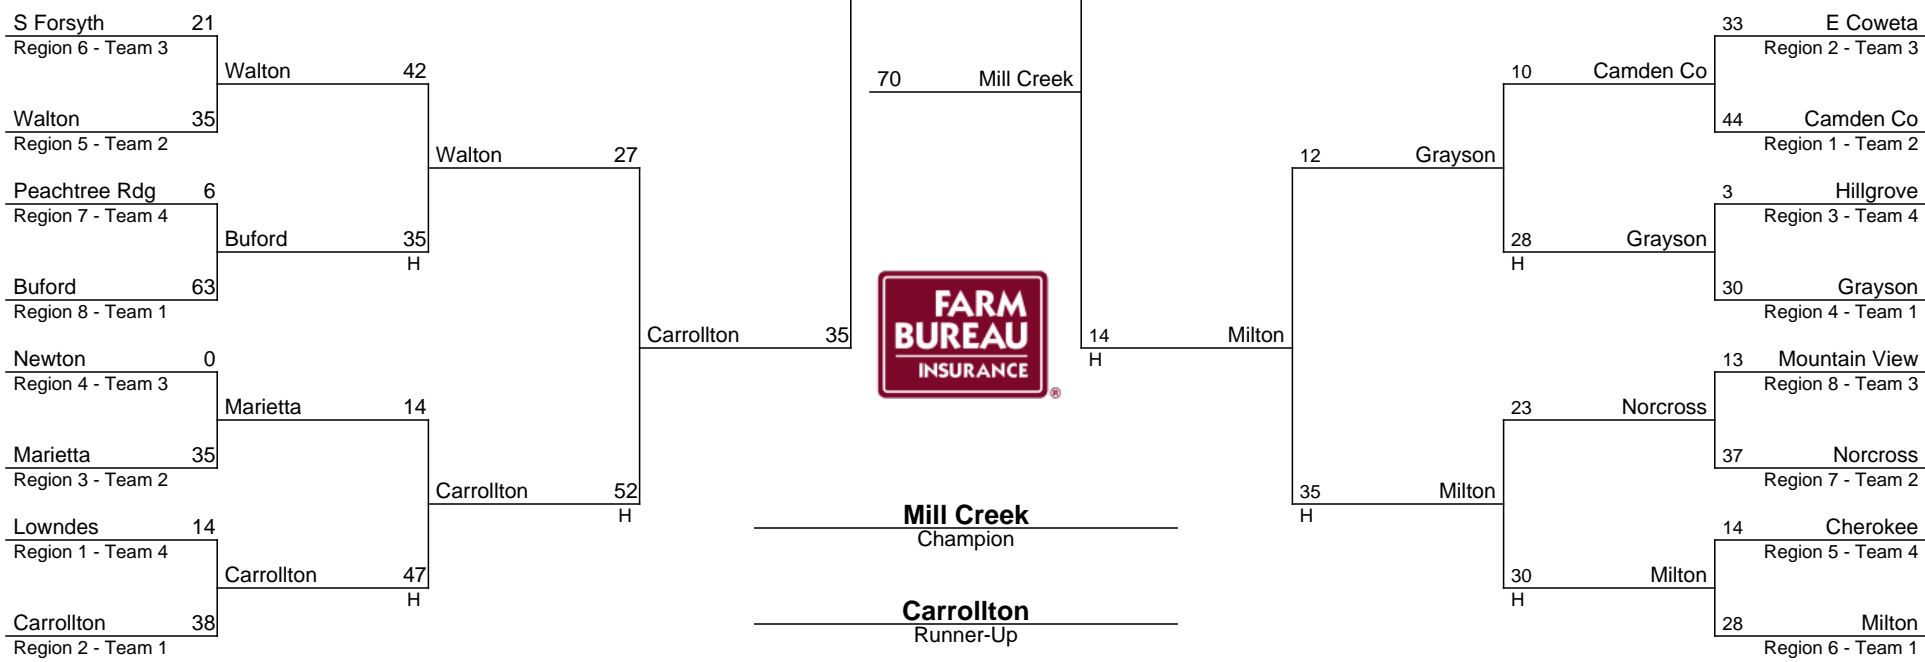 S Forsyth 21
Region 6 - Team 3
Walton 42
Walton 35
Region 5 - Team 2
Walton 27
Peachtree Rdg 6
Region 7 - Team 4
Buford 35
H
Buford 63
Region 8 - Team 1
Carrollton 35
Newton 0
Region 4 - Team 3
Marietta 14
Marietta 35
Region 3 - Team 2
Carrollton 52
H
Lowndes 14
Region 1 - Team 4
Carrollton 47
H
Carrollton 38
Region 2 - Team 1
70 Mill Creek
FARM
BUREAU
INSURANCE
®
Mill Creek
Champion
Carrollton
Runner-Up
33 E Coweta
Region 2 - Team 3
10 Camden Co
44 Camden Co
Region 1 - Team 2
12 Grayson
3 Hillgrove
Region 3 - Team 4
28 Grayson
H
30 Grayson
Region 4 - Team 1
14 Milton
H
13 Mountain View
Region 8 - Team 3
23 Norcross
37 Norcross
Region 7 - Team 2
35 Milton
H
14 Cherokee
Region 5 - Team 4
30 Milton
H
28 Milton
Region 6 - Team 1